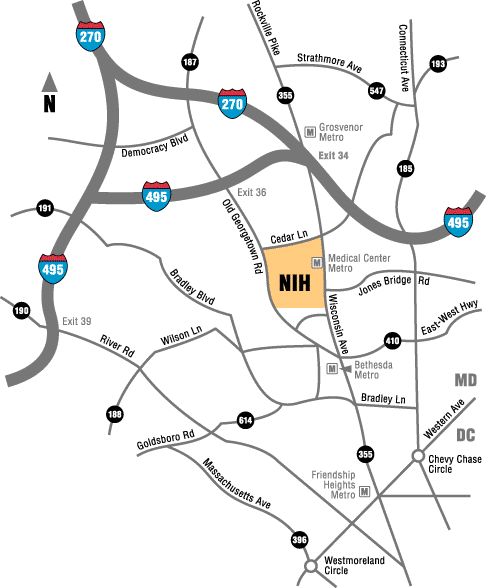 270
187
Rockville Pike
Strathmore Ave
Connecticut Ave
193
547
355
270
N
Grosvenor
M
Metro
Democracy Blvd
Exit 34
185
495
Exit 36
191
Old Georgetown Rd
Cedar Ln
495
Medical Center
M
Metro
495
NIH
Jones Bridge Rd
Bradley Blvd
190
Exit 39
Wisconsin Ave
East-West Hwy
410
River Rd
Wilson Ln
Bethesda
M
Metro
MD
Bradley Ln
188
614
Western Ave
DC
Goldsboro Rd
355
Chevy Chase
Circle
Massachusetts Ave
Friendship
Heights
Metro
M
396
Westmoreland
Circle